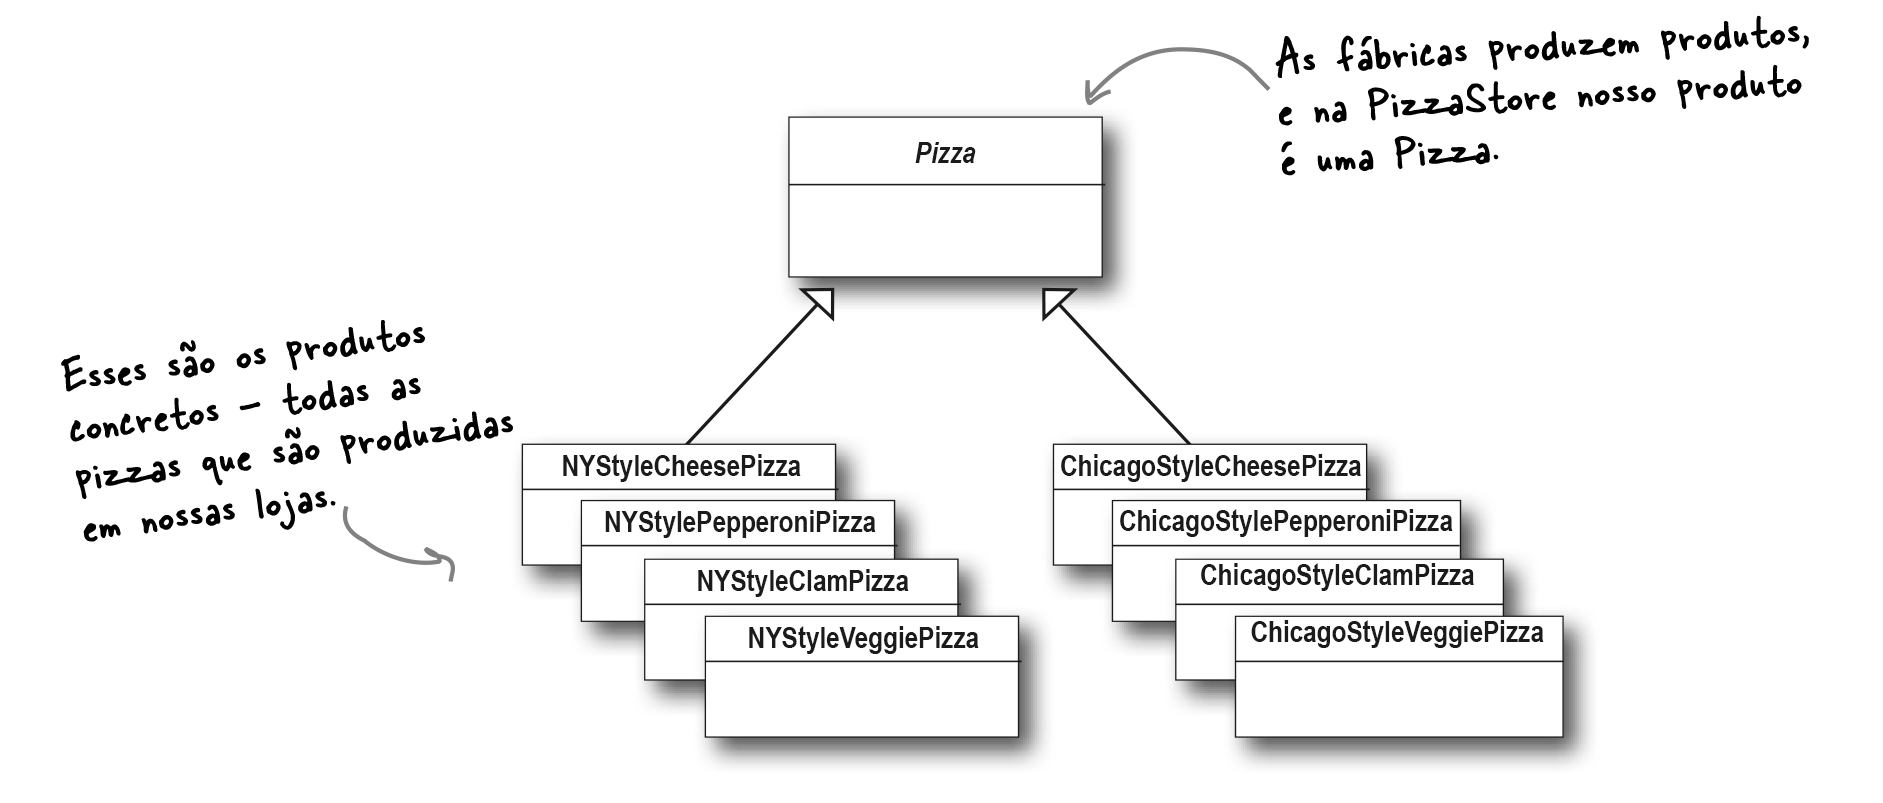 As fábricas produzem produtos,
e na PizzaStore nosso produto
é uma Pizza.
Pizza
Esses são os produtos
concretos – todas as
pizzas que são produzidas
em nossas lojas.
NYStyleCheesePizza
NYStylePepperoniPizza
NYStyleClamPizza
NYStyleVeggiePizza
ChicagoStyleCheesePizza
ChicagoStylePepperoniPizza
ChicagoStyleClamPizza
ChicagoStyleVeggiePizza